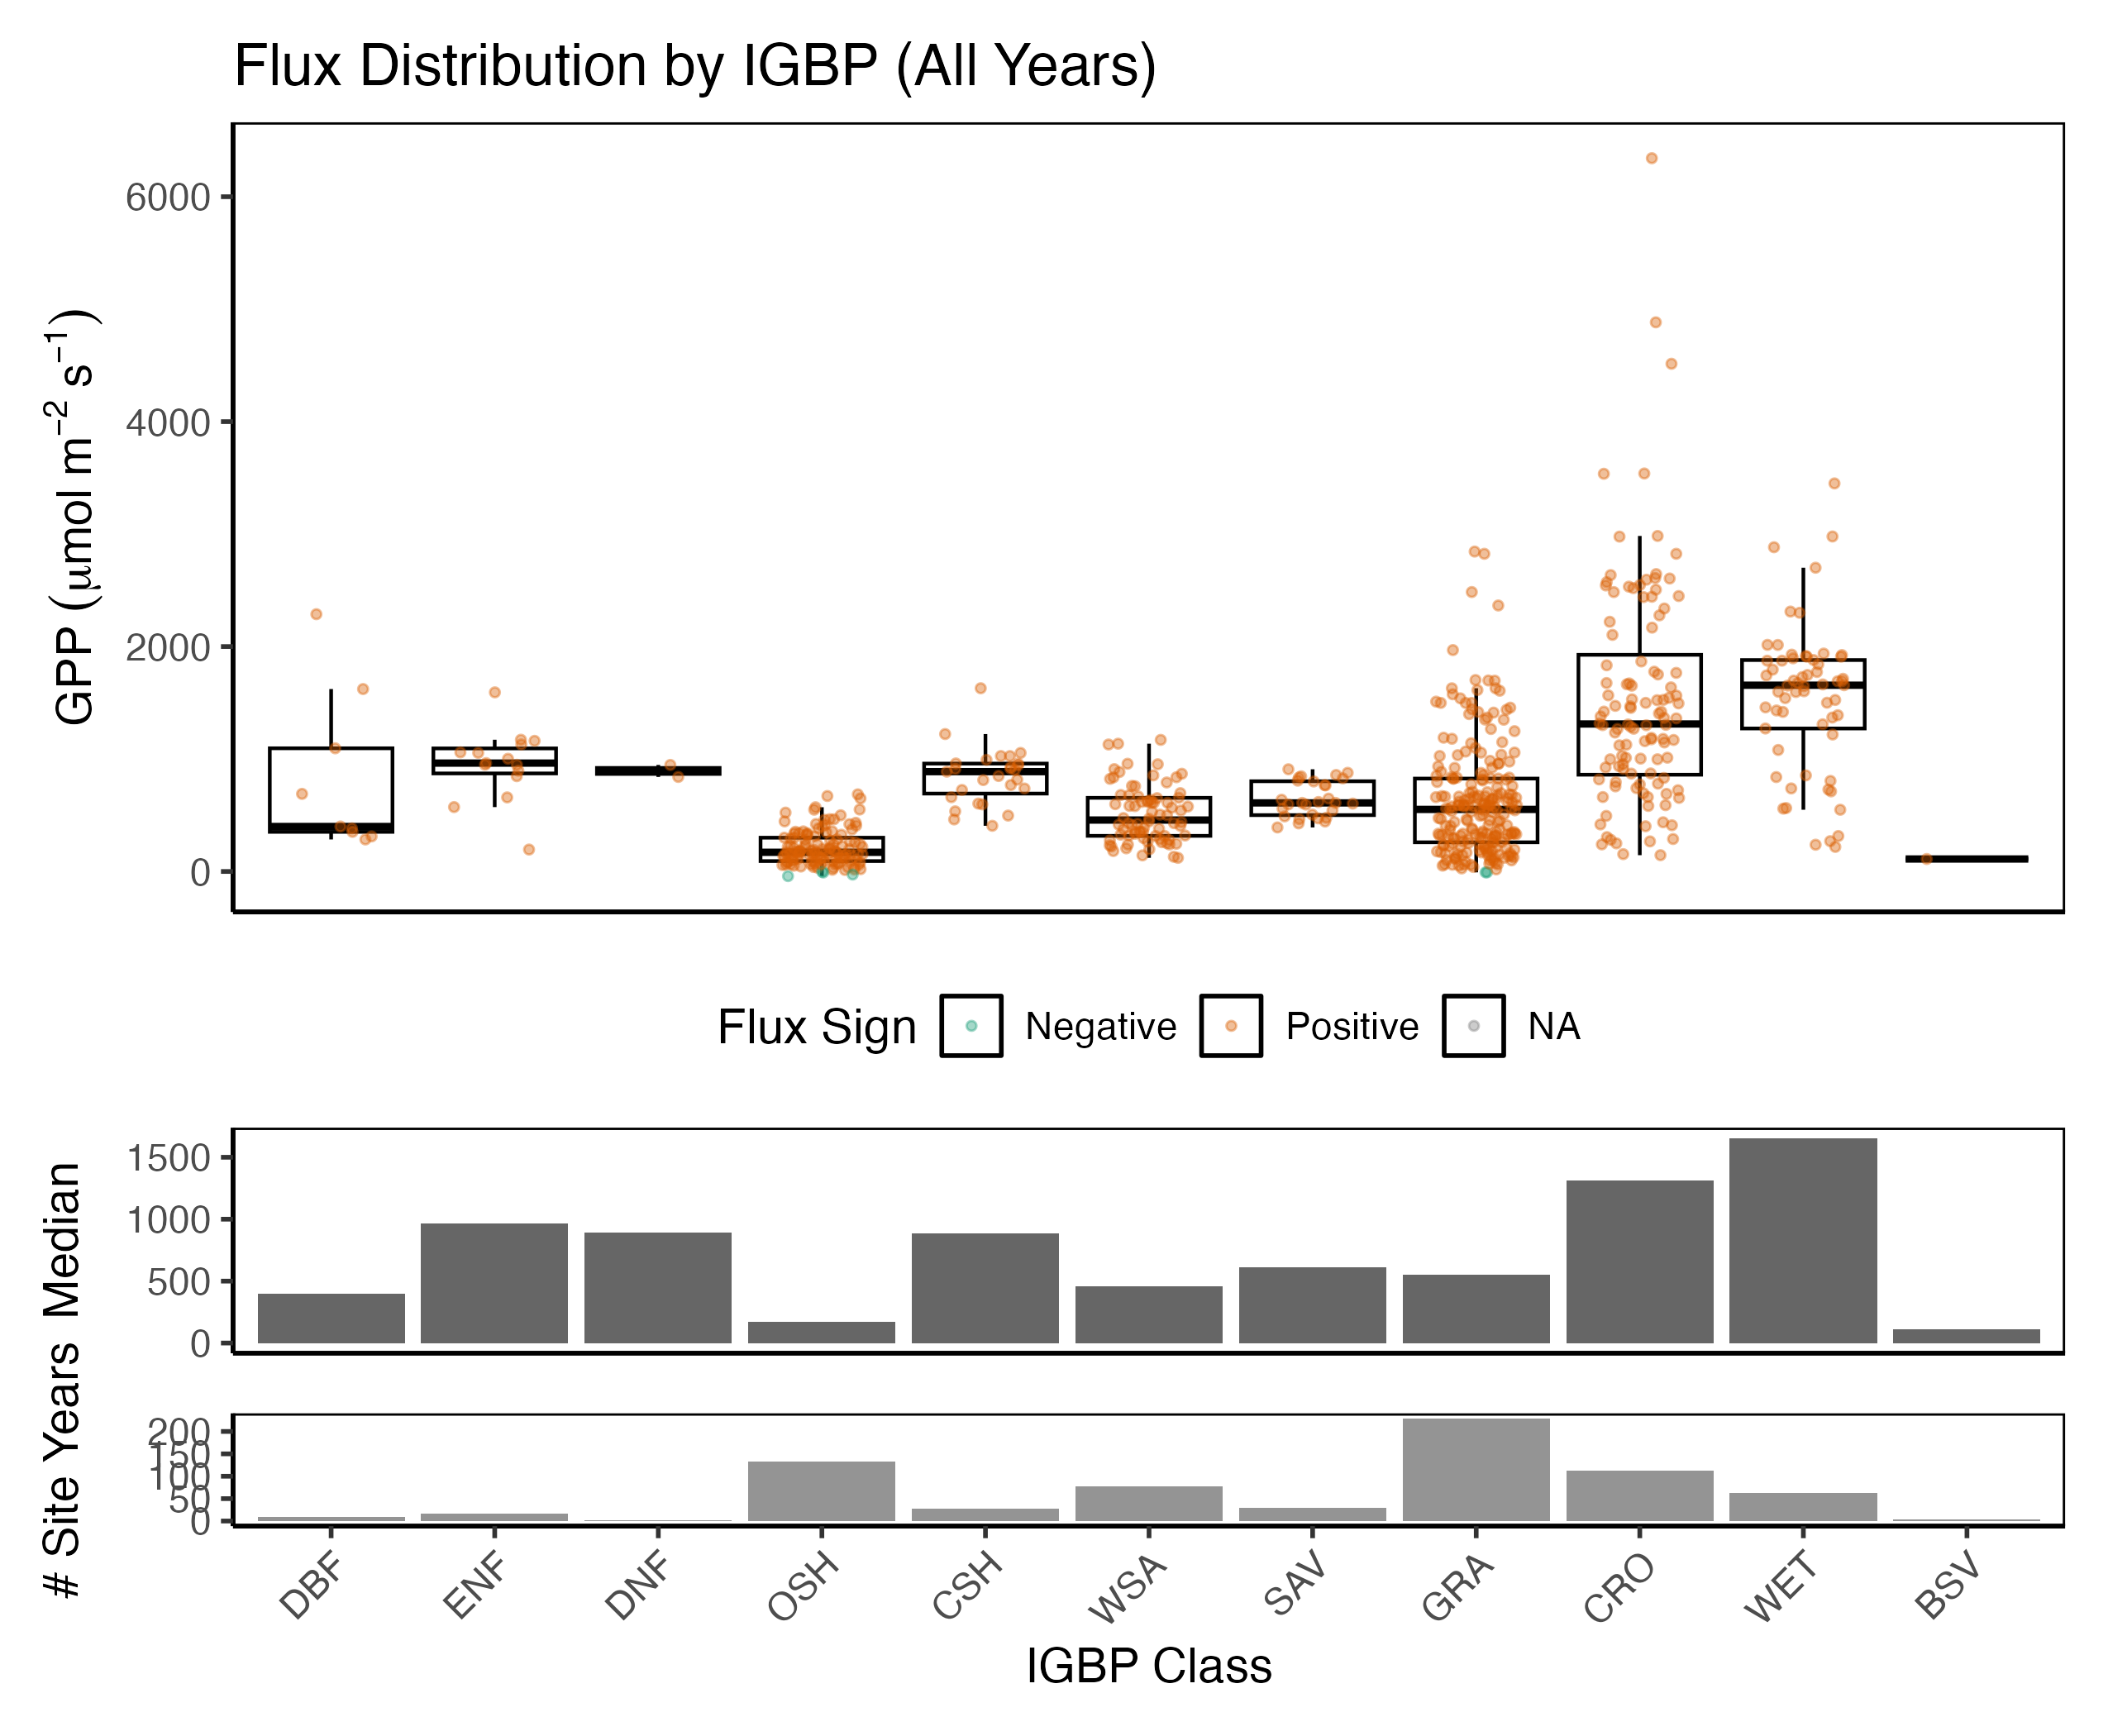 Flux Distribution by IGBP (All Years)
GPP (μmol m⁻² s⁻¹)
6000
4000
2000
0
Flux Sign Negative Positive NA
Median
1500
1000
500
0
# Site Years
200
150
100
50
0
DBF ENF DNF OSH CSH WSA SAV GRA CRO WET BSV
IGBP Class